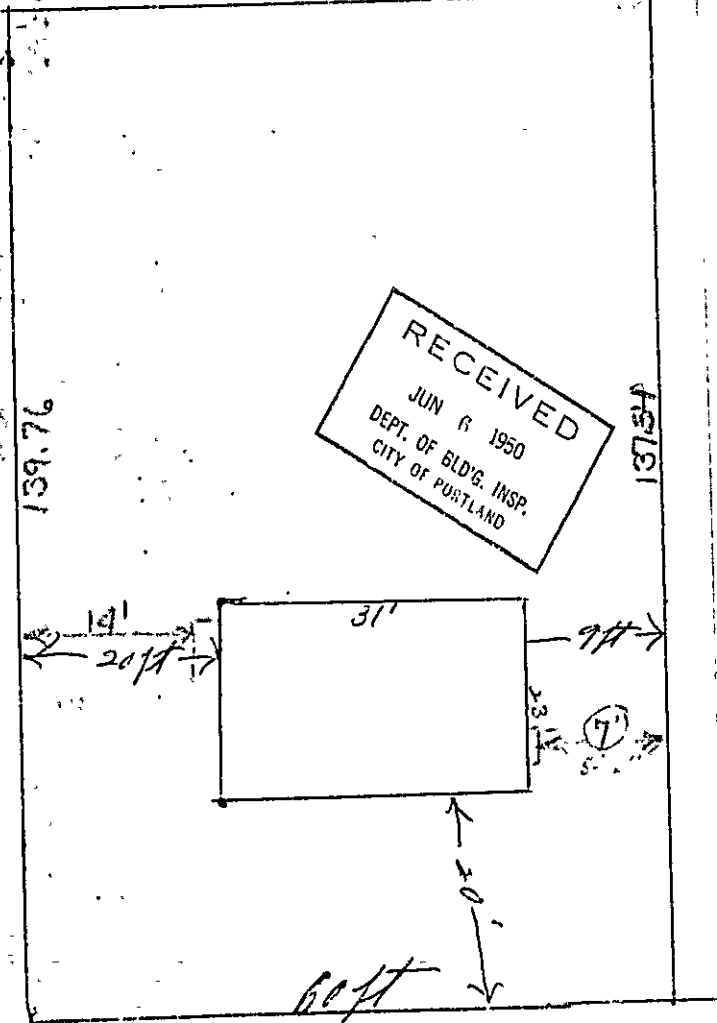 RECEIVED
JUN 6 1950
DEPT. OF BLD'G. INSP.
CITY OF PORTLAND
139.76
137.54
31'
14'
20ft
9ft
23'
7'
20'
60ft